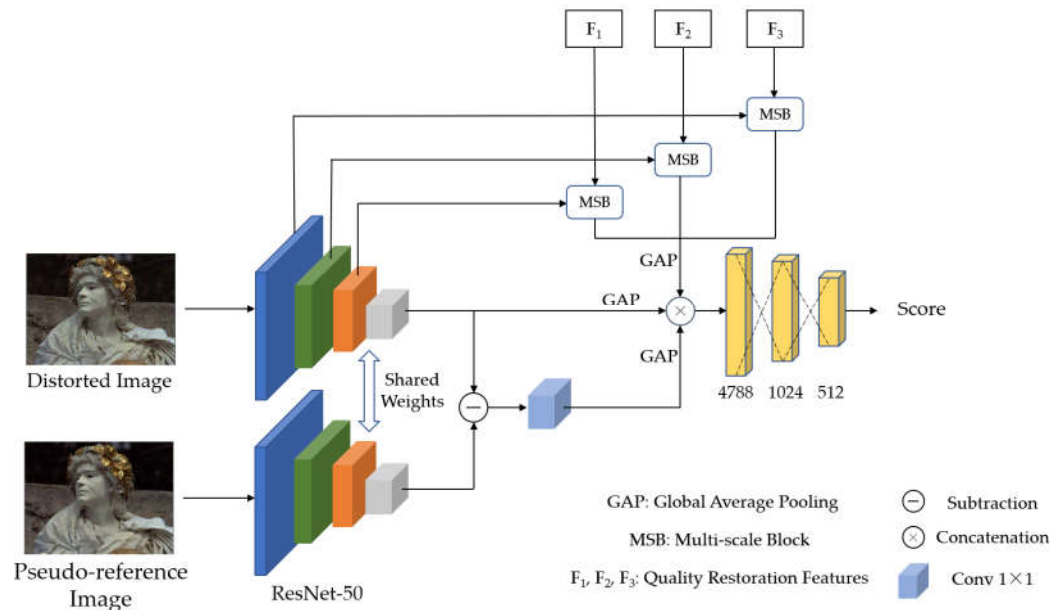 F₁
F₂
F₃
MSB
MSB
MSB
GAP
GAP
GAP
Score
Distorted Image
Shared
Weights
4788
1024
512
Pseudo-reference
Image
ResNet-50
GAP: Global Average Pooling
Subtraction
MSB: Multi-scale Block
Concatenation
F₁, F₂, F₃: Quality Restoration Features
Conv 1×1